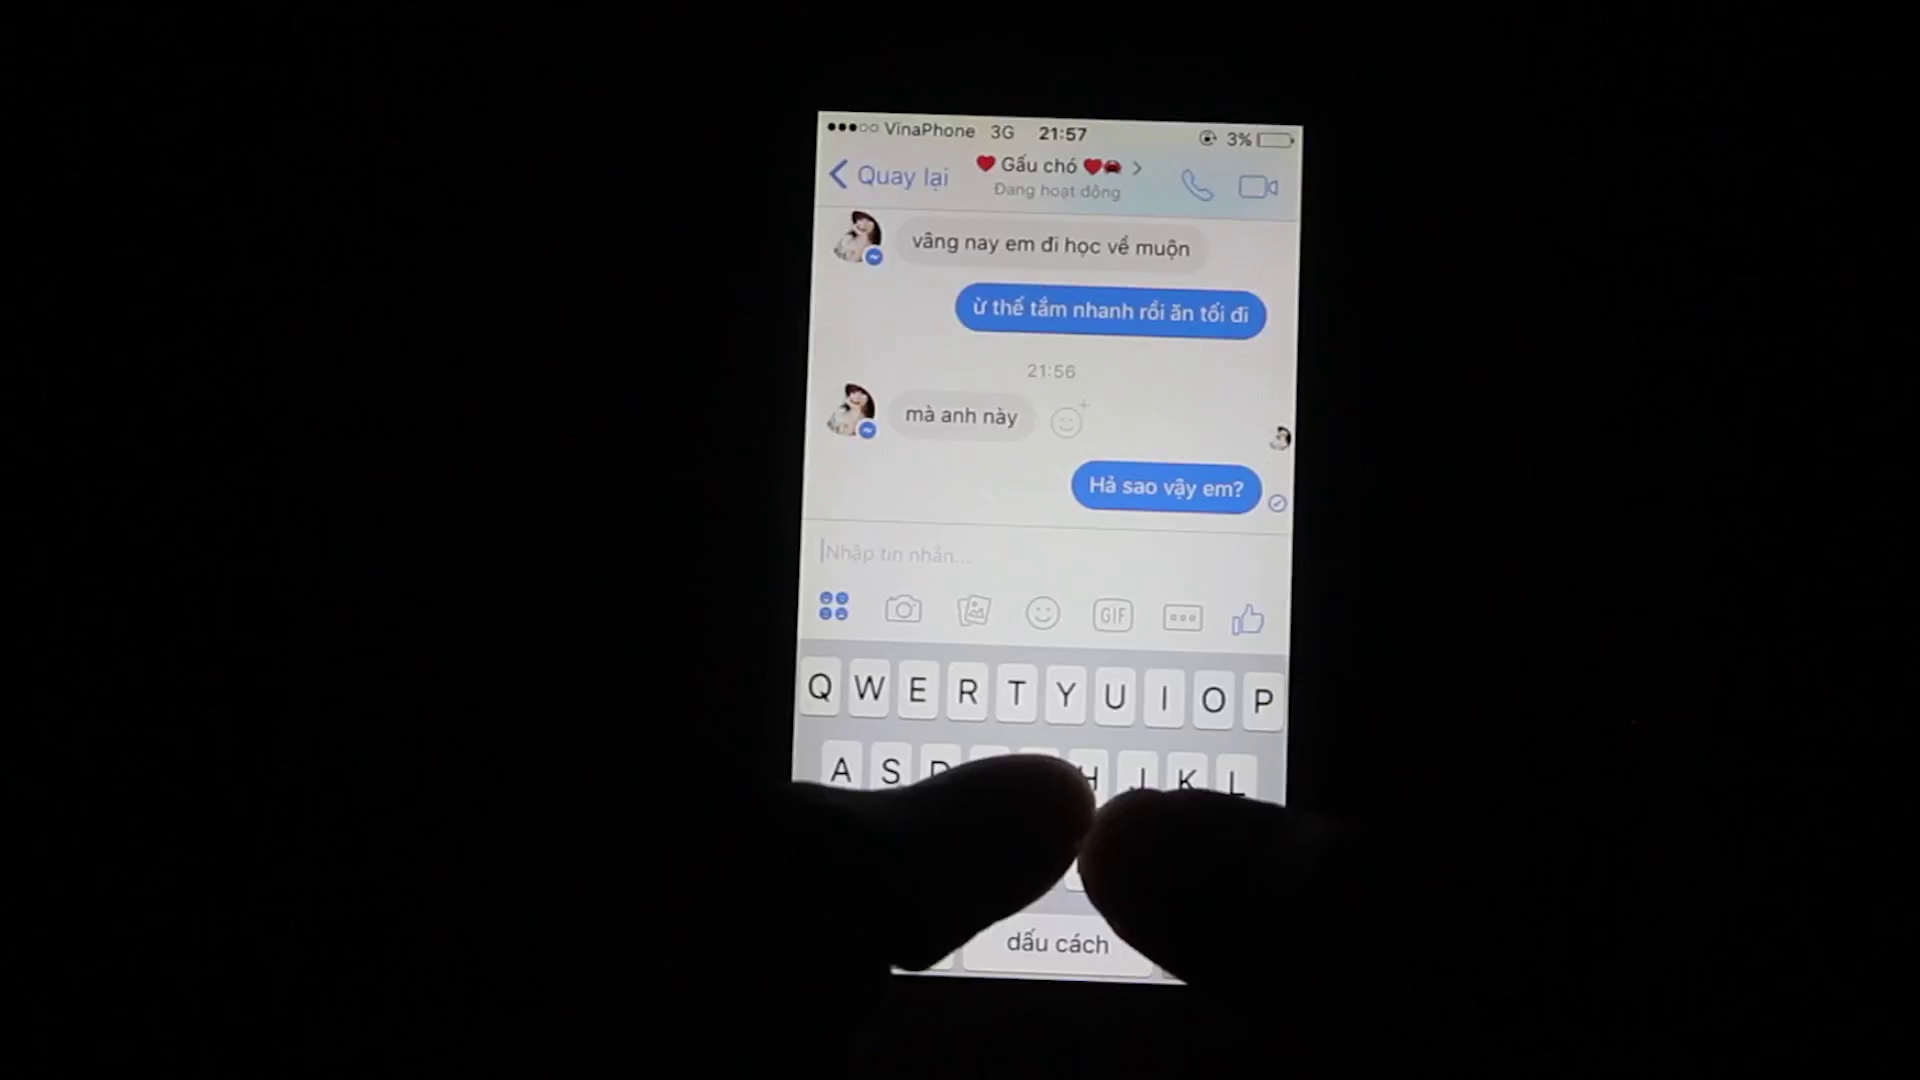 VinaPhone 3G 21:57 3%
Quay lại
Gấu chó
Đang hoạt động
vâng nay em đi học về muộn
ừ thế tắm nhanh rồi ăn tối đi
21:56
mà anh này
Hả sao vậy em?
Nhập tin nhắn...
GIF
Q W E R T Y U I O P
A S D H J K L
dấu cách